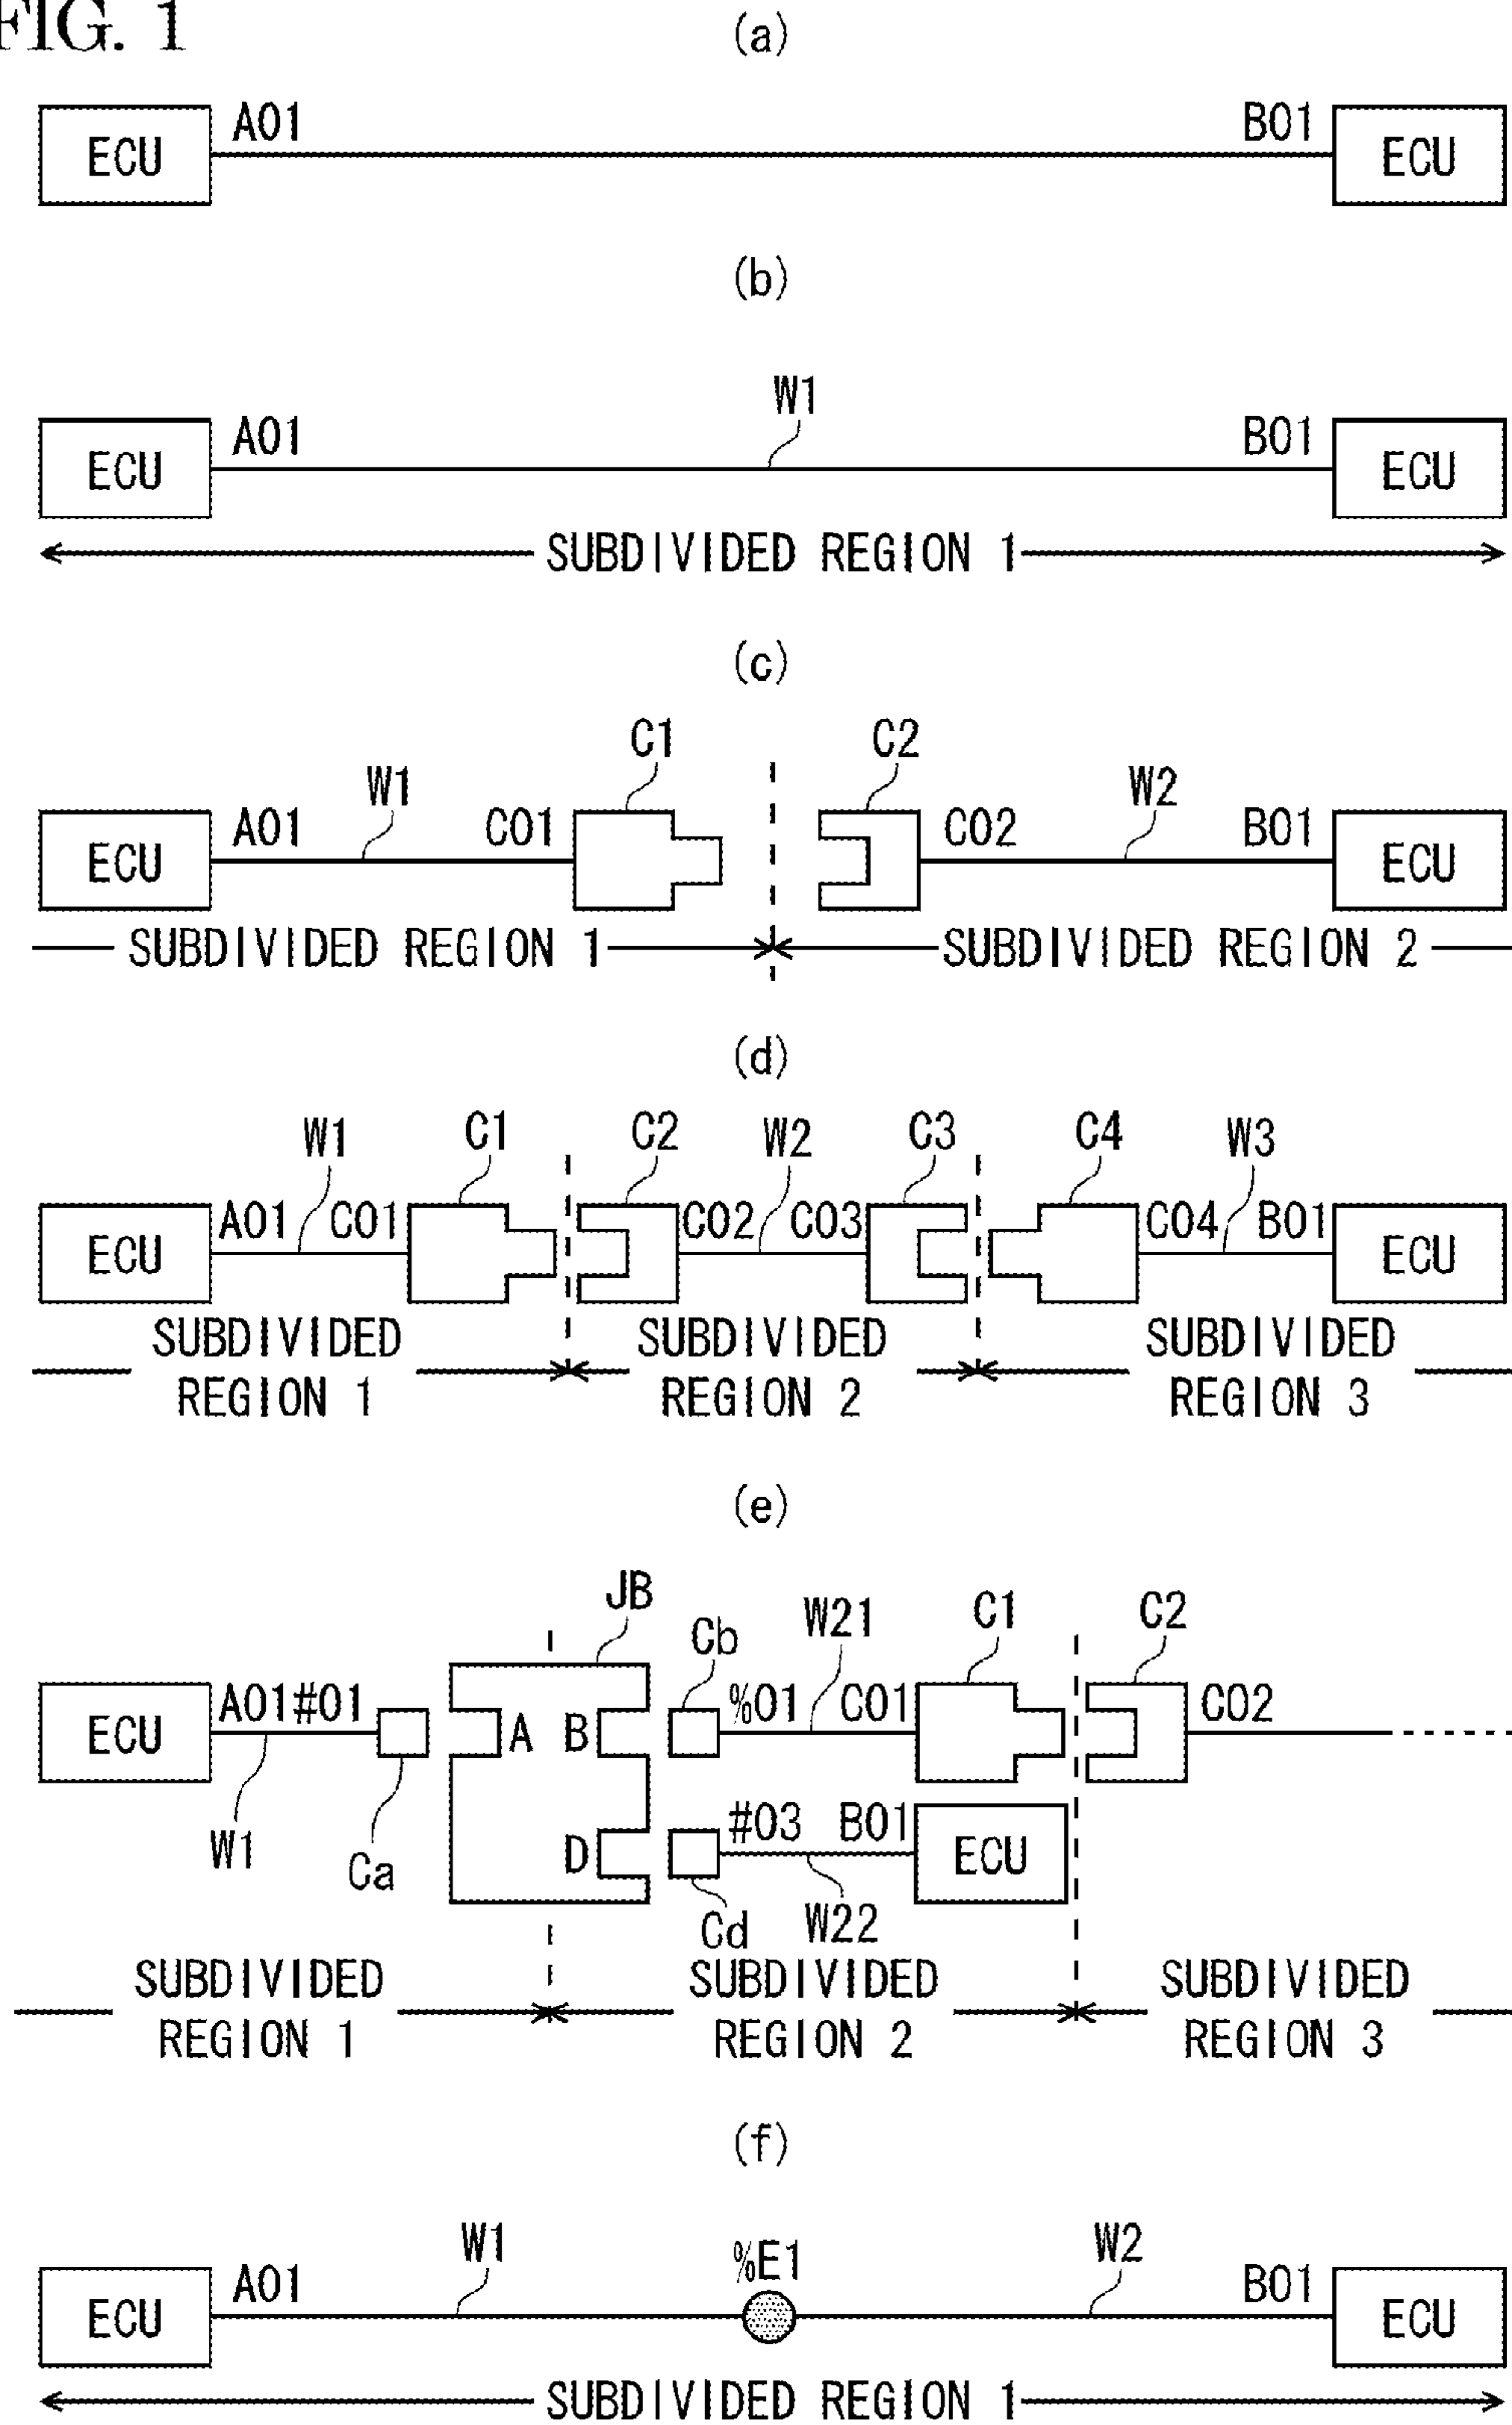 FIG. 1
(a)
ECU A01 B01 ECU
(b)
W1
ECU A01 B01 ECU
SUBDIVIDED REGION 1
(c)
C1 C2
W1 W2
ECU A01 C01 C02 B01 ECU
SUBDIVIDED REGION 1 SUBDIVIDED REGION 2
(d)
W1 C1 C2 W2 C3 C4 W3
ECU A01 C01 C02 C03 C04 B01 ECU
SUBDIVIDED REGION 1 SUBDIVIDED REGION 2 SUBDIVIDED REGION 3
(e)
JB Cb W21 C1 C2
ECU A01 #01 A B %01 C01 C02
W1 Ca D #03 B01 ECU
Cd W22
SUBDIVIDED REGION 1 SUBDIVIDED REGION 2 SUBDIVIDED REGION 3
(f)
W1 %E1 W2
ECU A01 B01 ECU
SUBDIVIDED REGION 1